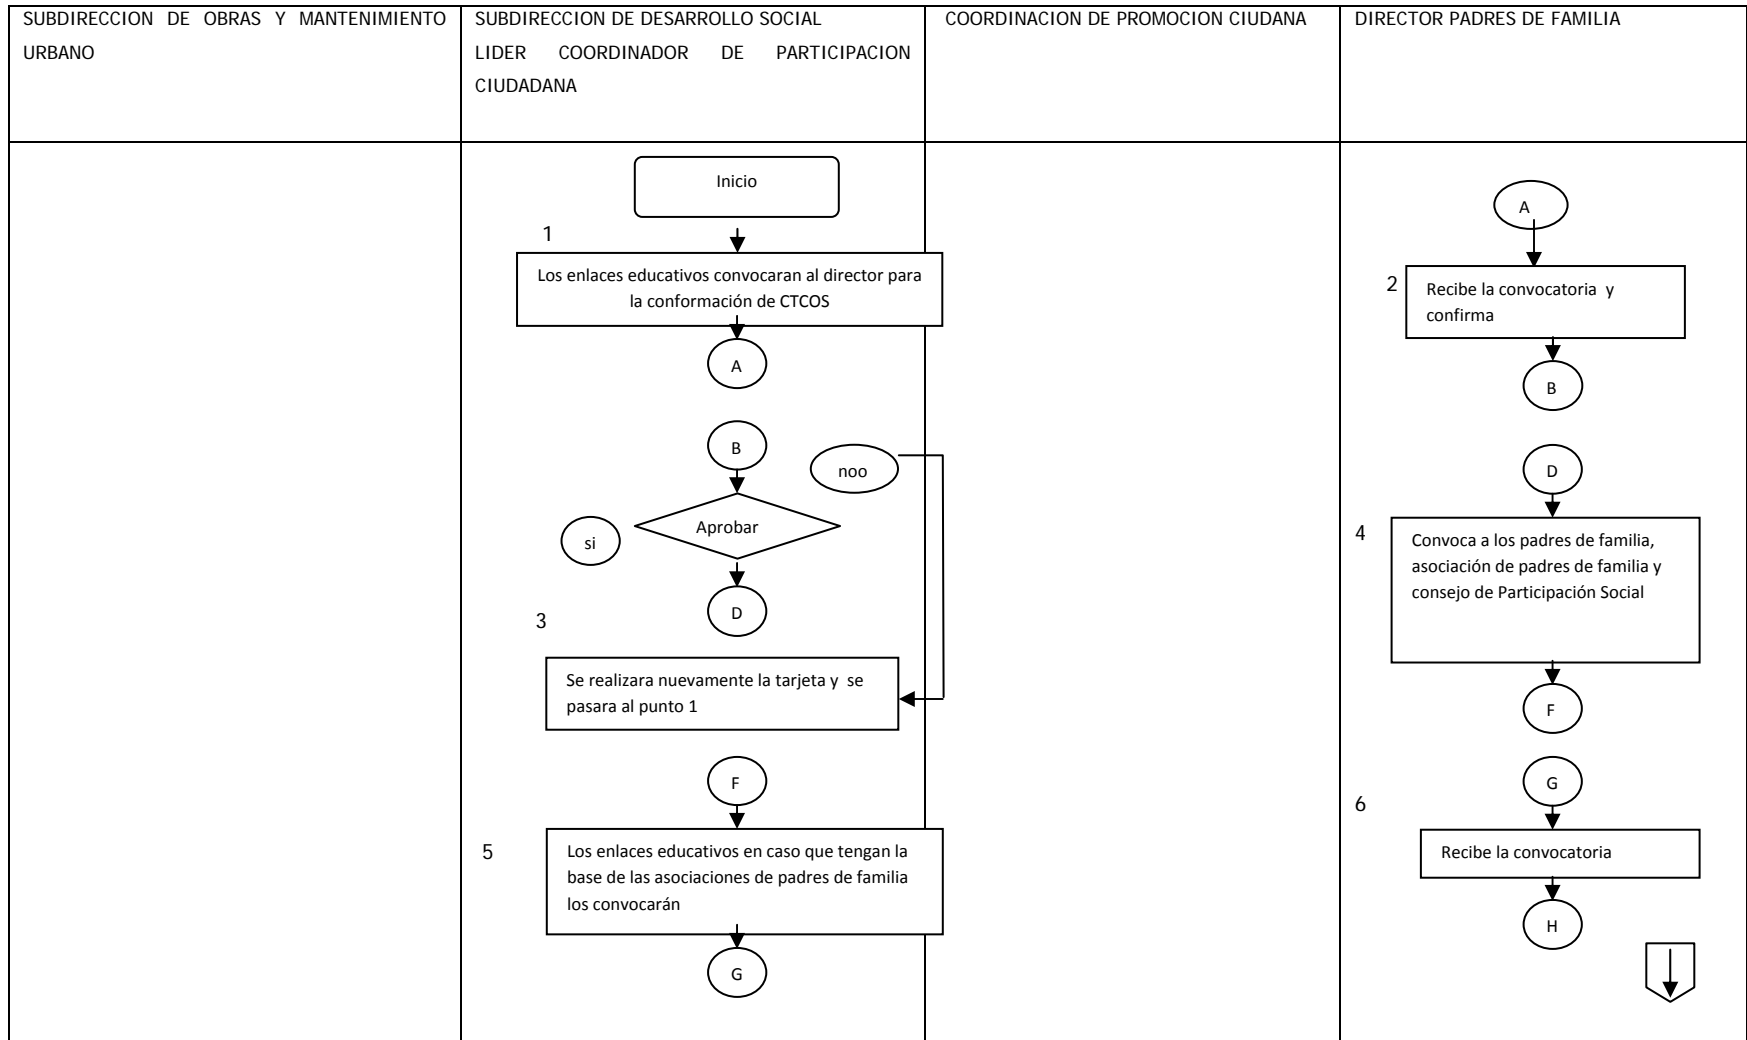 SUBDIRECCION DE OBRAS Y MANTENIMIENTO
URBANO
SUBDIRECCION DE DESARROLLO SOCIAL
LIDER COORDINADOR DE PARTICIPACION
CIUDADANA
COORDINACION DE PROMOCION CIUDANA
DIRECTOR PADRES DE FAMILIA
Inicio
1
Los enlaces educativos convocaran al director para
la conformación de CTCOS
A
B
noo
Aprobar
si
D
3
Se realizara nuevamente la tarjeta y se
pasara al punto 1
F
5
Los enlaces educativos en caso que tengan la
base de las asociaciones de padres de familia
los convocarán
G
A
2
Recibe la convocatoria y
confirma
B
D
4
Convoca a los padres de familia,
asociación de padres de familia y
consejo de Participación Social
F
G
6
Recibe la convocatoria
H